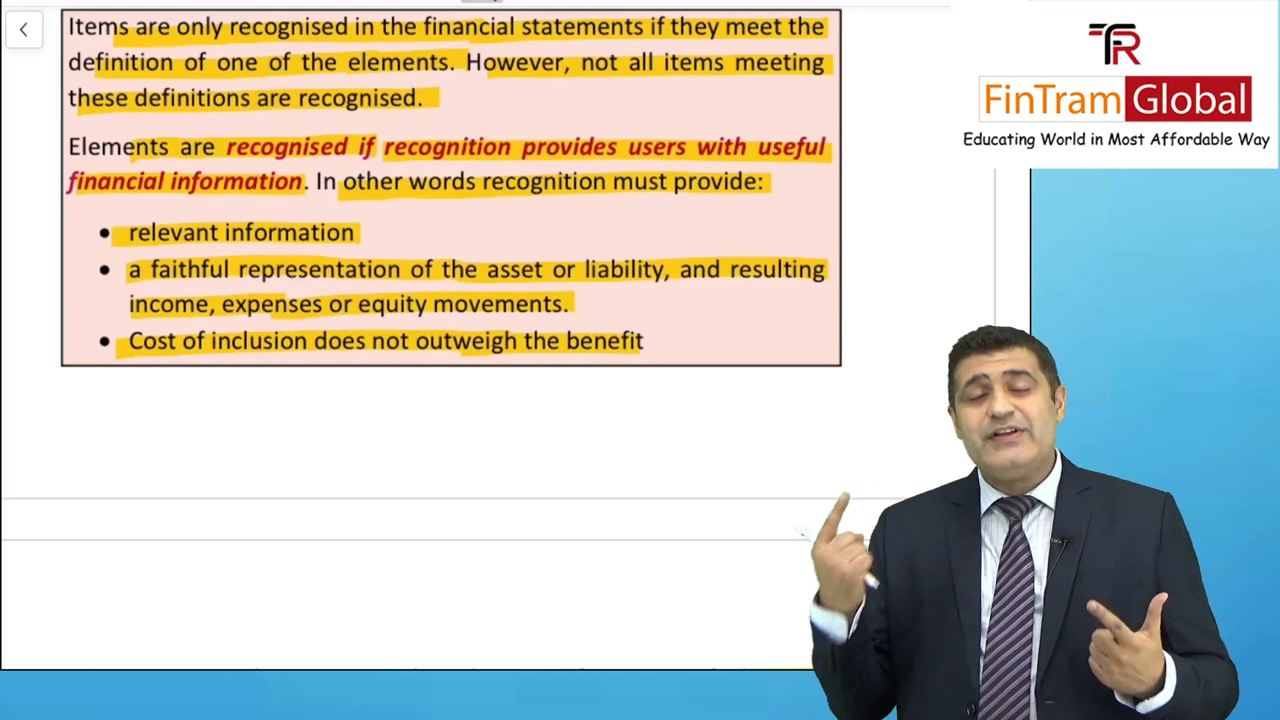 Items are only recognised in the financial statements if they meet the
definition of one of the elements. However, not all items meeting
these definitions are recognised.
Elements are recognised if recognition provides users with useful
financial information. In other words recognition must provide:
• relevant information
• a faithful representation of the asset or liability, and resulting
income, expenses or equity movements.
• Cost of inclusion does not outweigh the benefit
FinTram Global
Educating World in Most Affordable Way